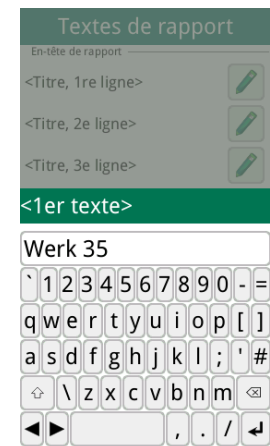 Textes de rapport
En-tête de rapport
<Titre, 1re ligne>
<Titre, 2e ligne>
<Titre, 3e ligne>
<1er texte>
Werk 35
` 1 2 3 4 5 6 7 8 9 0 - =
q w e r t y u i o p [ ]
a s d f g h j k l ; ' #
\ z x c v b n m
, . /